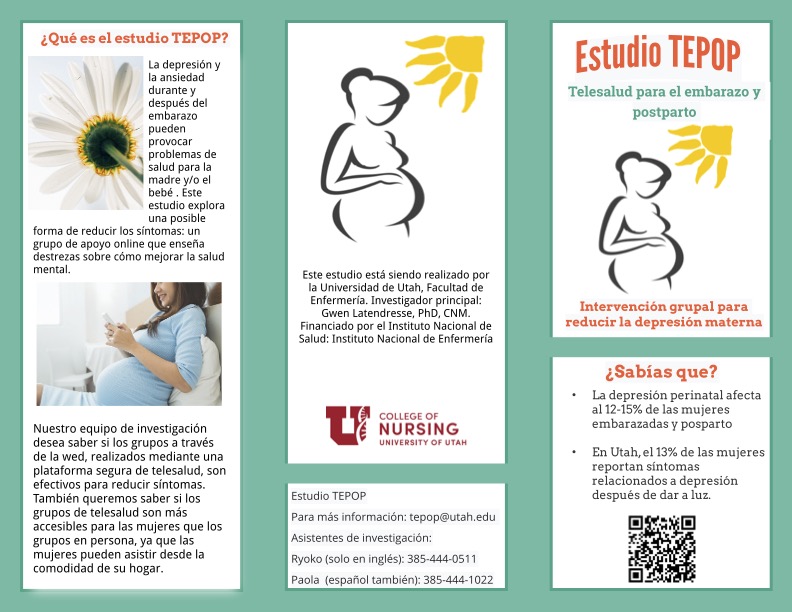 ¿Qué es el estudio TEPOP?
La depresión y
la ansiedad
durante y
después del
embarazo
pueden
provocar
problemas de
salud para la
madre y/o el
bebé . Este
estudio explora
una posible
forma de reducir los síntomas: un
grupo de apoyo online que enseña
destrezas sobre cómo mejorar la salud
mental.
Nuestro equipo de investigación
desea saber si los grupos a través
de la wed, realizados mediante una
plataforma segura de telesalud, son
efectivos para reducir síntomas.
También queremos saber si los
grupos de telesalud son más
accesibles para las mujeres que los
grupos en persona, ya que las
mujeres pueden asistir desde la
comodidad de su hogar.
Este estudio está siendo realizado por
la Universidad de Utah, Facultad de
Enfermería. Investigador principal:
Gwen Latendresse, PhD, CNM.
Financiado por el Instituto Nacional de
Salud: Instituto Nacional de Enfermería
U
COLLEGE OF
NURSING
UNIVERSITY OF UTAH
Estudio TEPOP
Para más información: tepop@utah.edu
Asistentes de investigación:
Ryoko (solo en inglés): 385-444-0511
Paola (español también): 385-444-1022
Estudio TEPOP
Telesalud para el embarazo y
postparto
Intervención grupal para
reducir la depresión materna
¿Sabías que?
• La depresión perinatal afecta
al 12-15% de las mujeres
embarazadas y posparto
• En Utah, el 13% de las mujeres
reportan síntomas
relacionados a depresión
después de dar a luz.